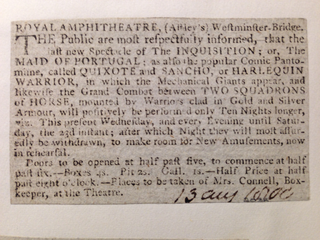 ROYAL AMPHITHEATRE, (Astley's) Westminster-Bridge.
THE Public are most respectfully informed, that the
last new Spectacle of The INQUISITION; or, The
MAID OF PORTUGAL; as also the popular Comic Panto-
mime, called QUIXOTE and SANCHO, or HARLEQUIN
WARRIOR, in which the Mechanical Giants appear, and
likewise the Grand Combat between TWO SQUADRONS
of HORSE, mounted by Warriors clad in Gold and Silver
Armour, will positively be performed only Ten Nights longer,
viz. This present Wednesday, and every Evening until Satur-
day, the 23d instant; after which Night they will most assur-
edly be withdrawn, to make room for New Amusements, now
in rehearsal.
Doors to be opened at half past five, to commence at half
past six.—Boxes 4s. Pit 2s. Gall. 1s.—Half Price at half
past eight o'clock.—Places to be taken of Mrs. Connell, Box-
keeper, at the Theatre.
13 aug